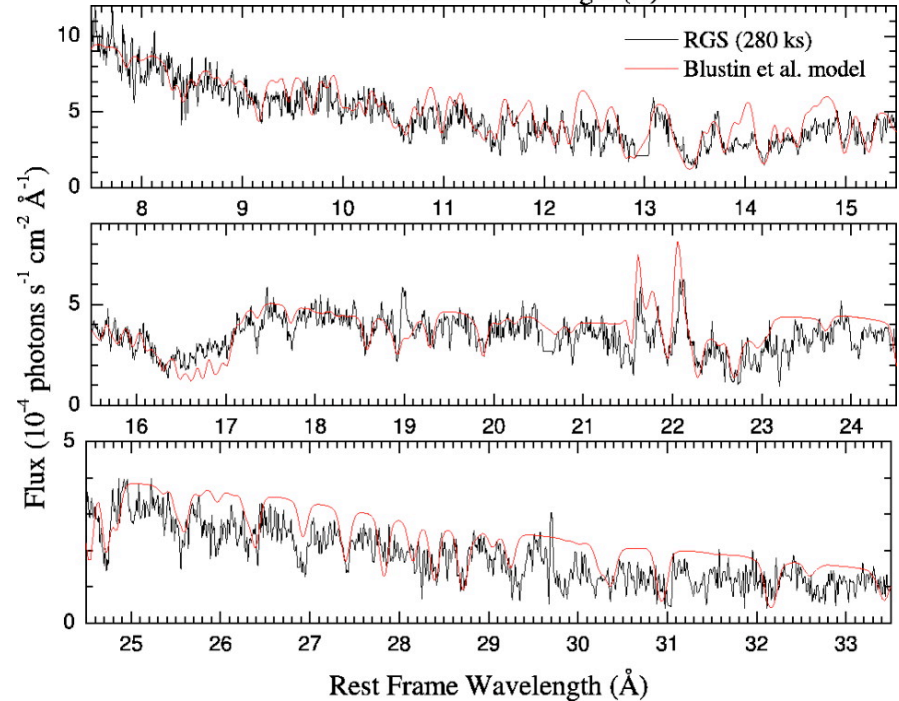 RGS (280 ks)
Blustin et al. model
10
5
0
8 9 10 11 12 13 14 15
5
0
16 17 18 19 20 21 22 23 24
5
0
25 26 27 28 29 30 31 32 33
Flux (10⁻⁴ photons s⁻¹ cm⁻² Å⁻¹)
Rest Frame Wavelength (Å)